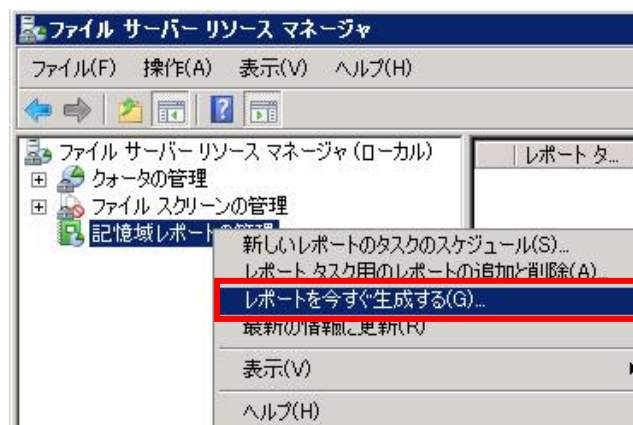 ファイル サーバー リソース マネージャ
ファイル(F) 操作(A) 表示(V) ヘルプ(H)
ファイル サーバー リソース マネージャ (ローカル)
レポート タ...
クォータの管理
ファイル スクリーンの管理
記憶域レポートの管理
新しいレポートのタスクのスケジュール(S)...
レポート タスク用のレポートの追加と削除(A)...
レポートを今すぐ生成する(G)...
最新の情報に更新(R)
表示(V)
ヘルプ(H)